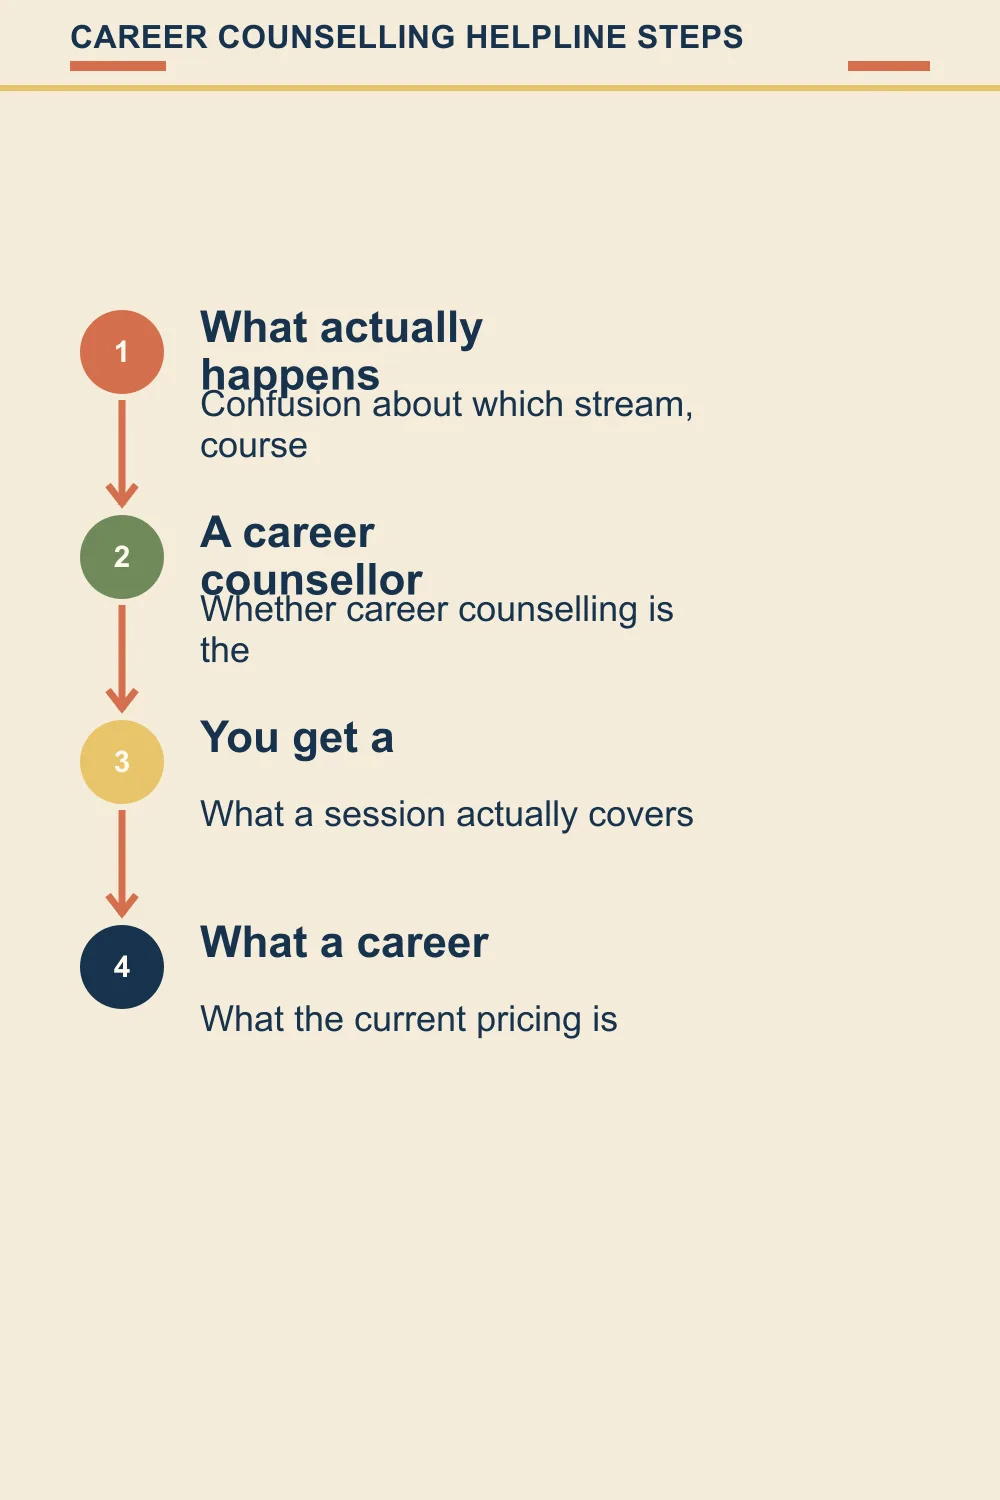 CAREER COUNSELLING HELPLINE STEPS
1
What actually
happens
Confusion about which stream,
course
2
A career
counsellor
Whether career counselling is
the
3
You get a
What a session actually covers
4
What a career
What the current pricing is